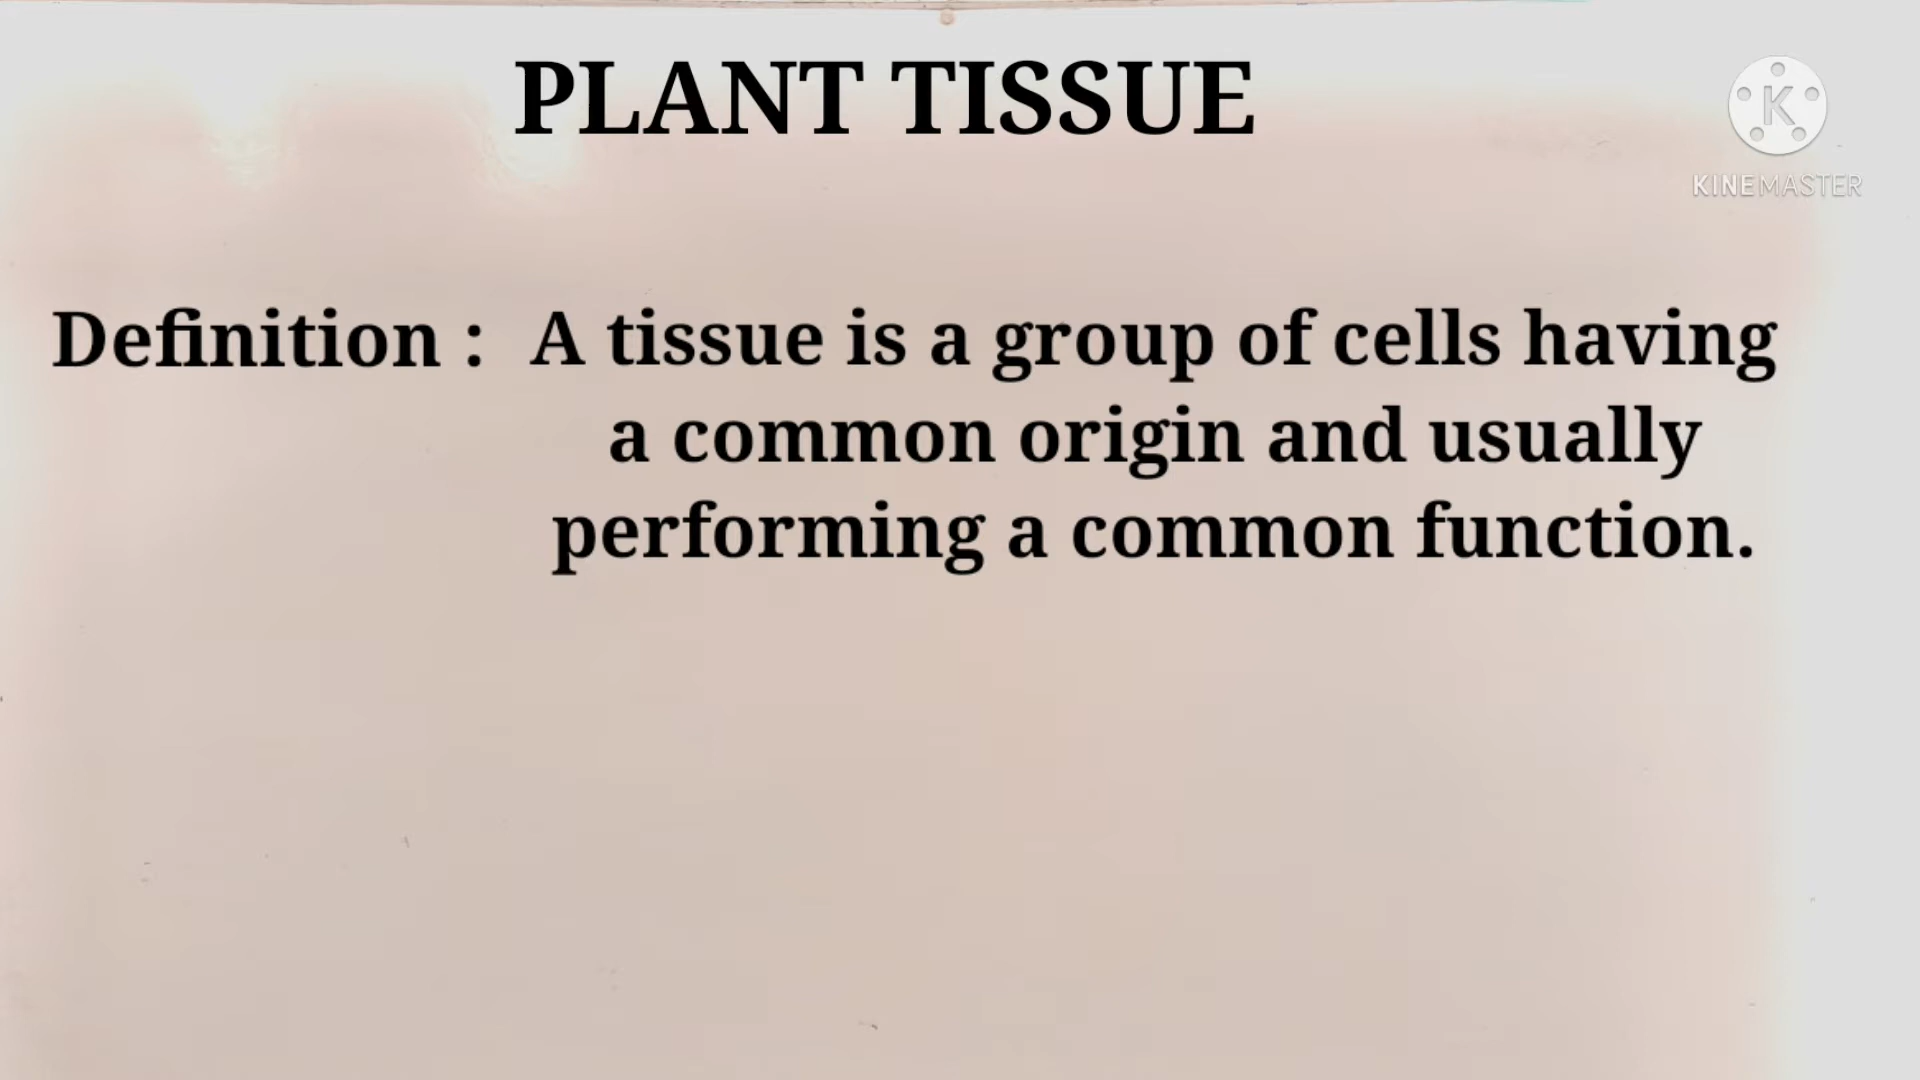 PLANT TISSUE
KINEMASTER
Definition : A tissue is a group of cells having
a common origin and usually
performing a common function.